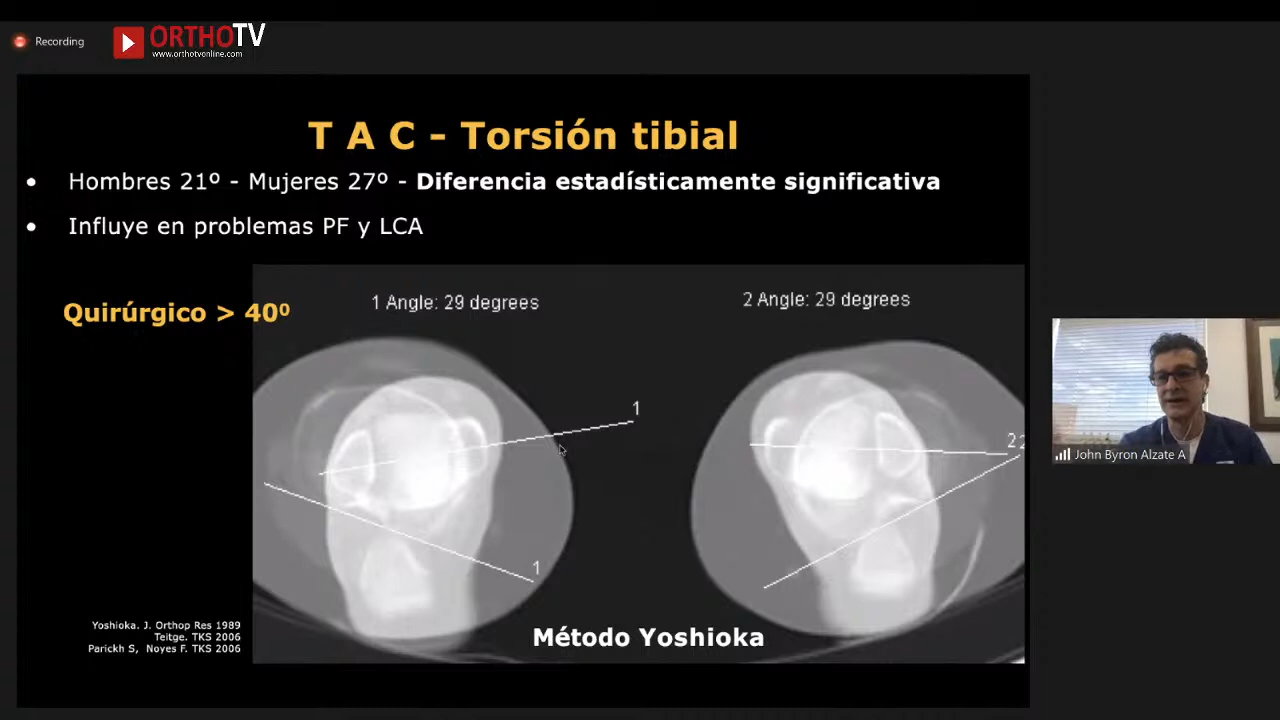 Recording
ORTHOTV
www.orthotvonline.com
T A C - Torsión tibial
• Hombres 21º - Mujeres 27º - Diferencia estadísticamente significativa
• Influye en problemas PF y LCA
Quirúrgico > 40º
1 Angle: 29 degrees
2 Angle: 29 degrees
1
2
2
1
Método Yoshioka
Yoshioka. J. Orthop Res 1989
Teitge. TKS 2006
Parickh S, Noyes F. TKS 2006
John Byron Alzate A